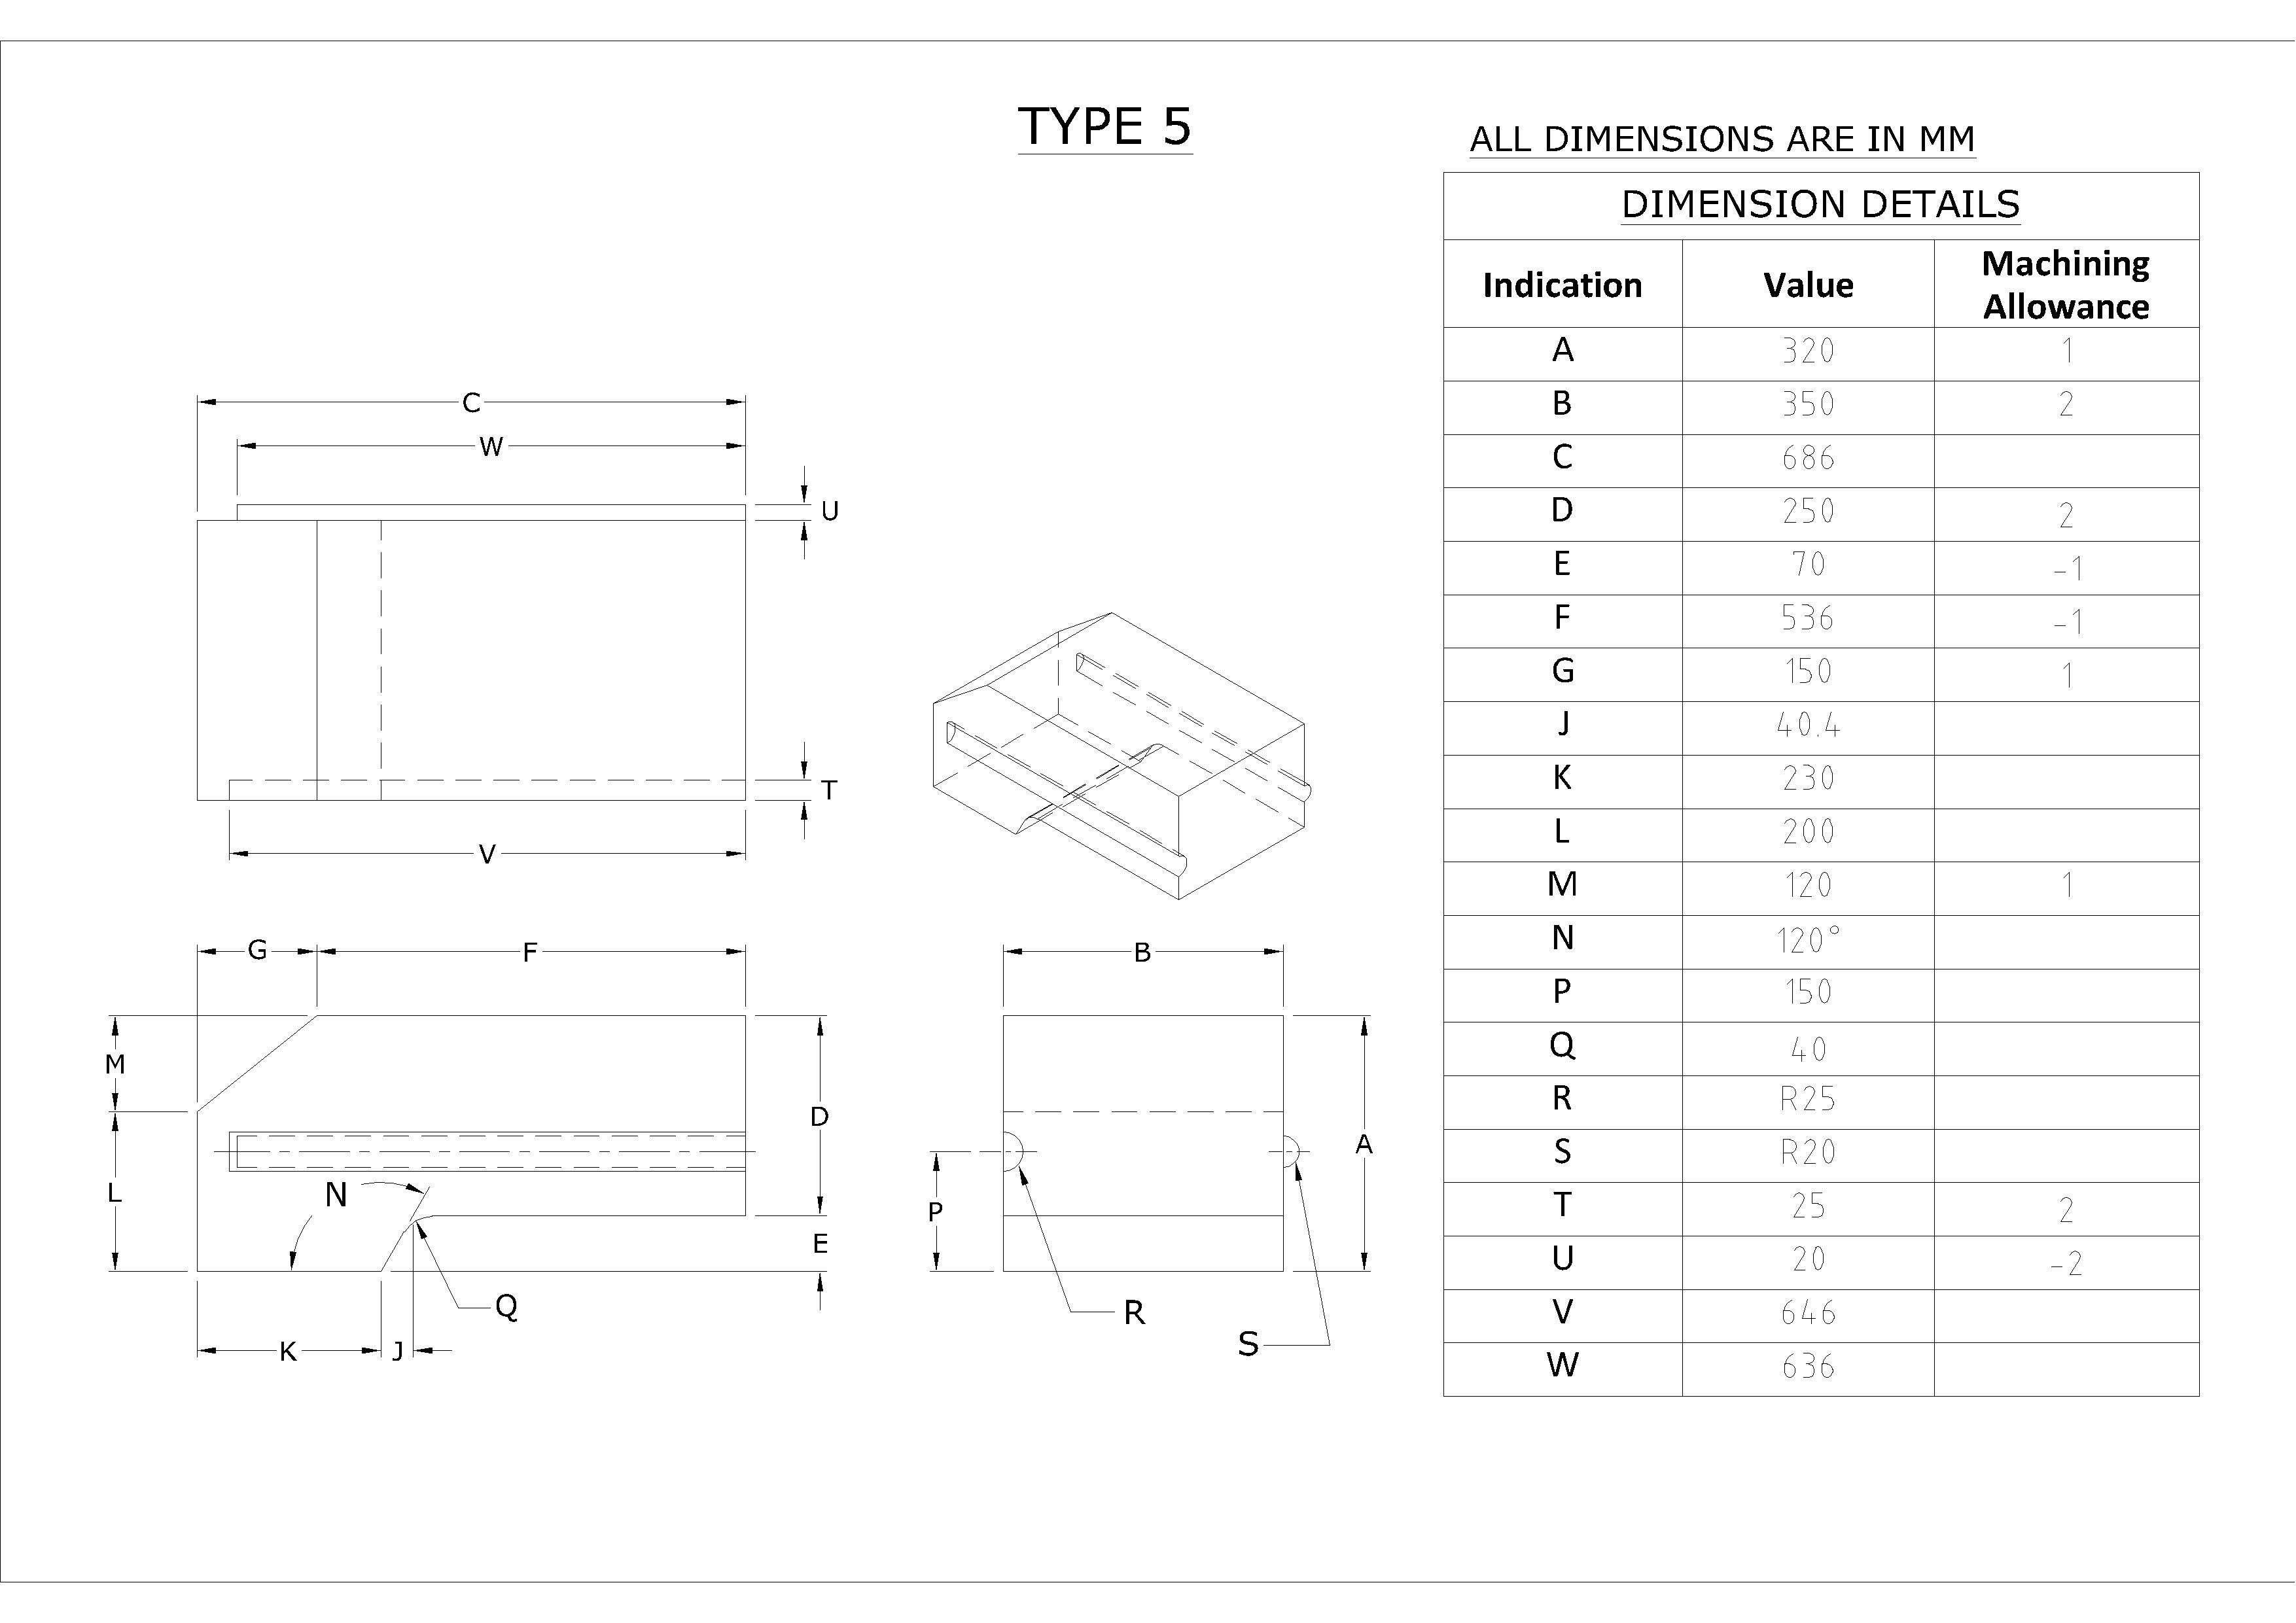 TYPE 5
ALL DIMENSIONS ARE IN MM
DIMENSION DETAILS
Indication Value Machining Allowance
A 320 1
B 350 2
C 686
D 250 2
E 70 -1
F 536 -1
G 150 1
J 40.4
K 230
L 200
M 120 1
N 120°
P 150
Q 40
R R25
S R20
T 25 2
U 20 -2
V 646
W 636
C
W
U
T
V
G F
B
M
D
A
L
N
P
E
Q
R
S
K J